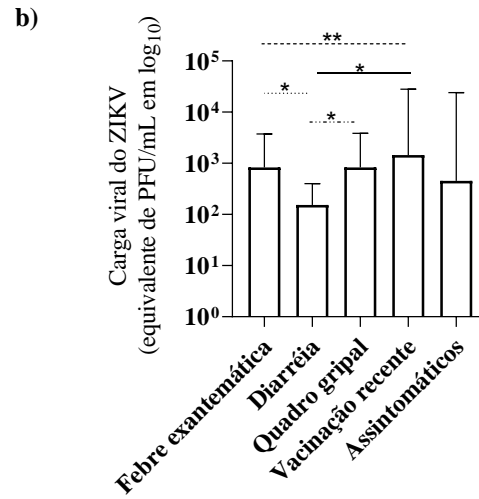 b)
Carga viral do ZIKV
(equivalente de PFU/mL em log₁₀)
10⁵
10⁴
10³
10²
10¹
10⁰
**
*
*
*
Febre exantemática
Diarréia
Quadro gripal
Vacinação recente
Assintomáticos